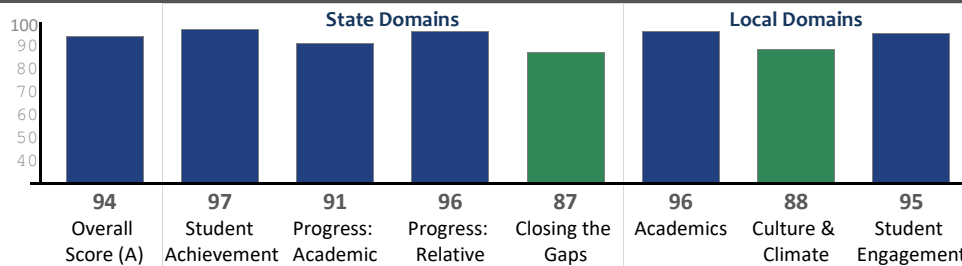 State Domains
Local Domains
100
90
80
70
60
50
40
94
97
91
96
87
96
88
95
Overall
Score (A)
Student
Achievement
Progress:
Academic
Progress:
Relative
Closing the
Gaps
Academics
Culture &
Climate
Student
Engagement